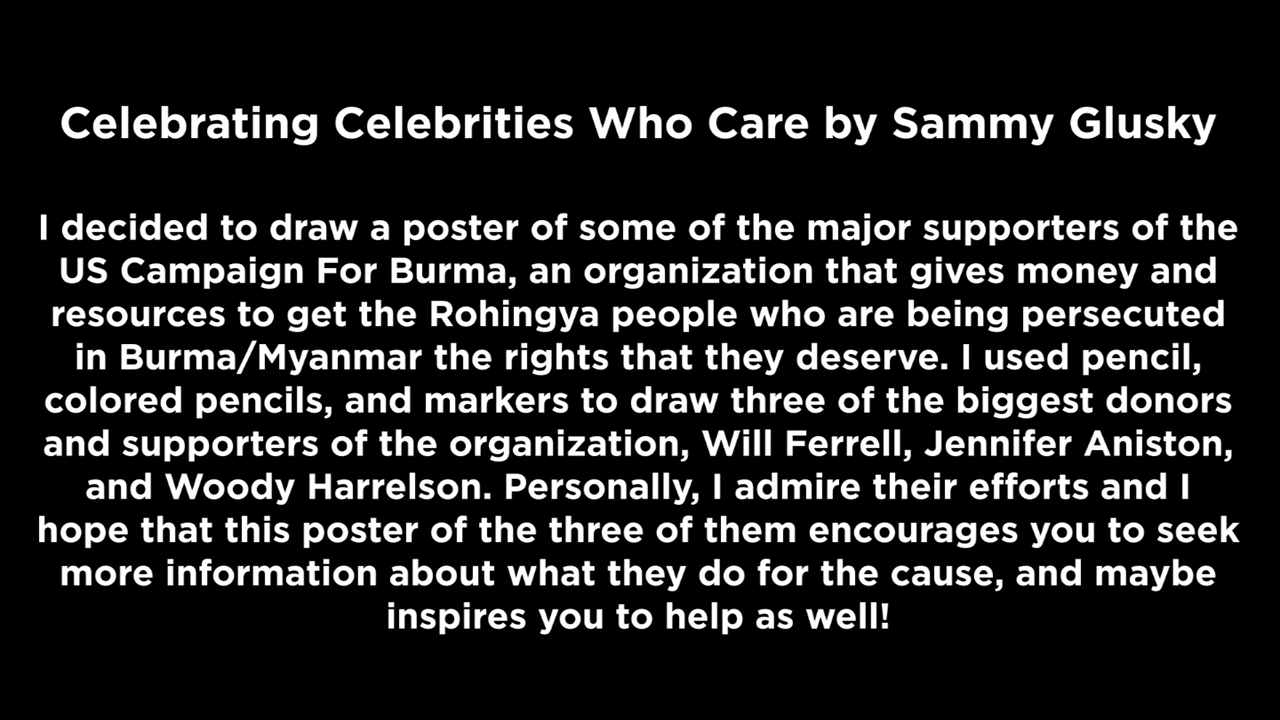 Celebrating Celebrities Who Care by Sammy Glusky
I decided to draw a poster of some of the major supporters of the
US Campaign For Burma, an organization that gives money and
resources to get the Rohingya people who are being persecuted
in Burma/Myanmar the rights that they deserve. I used pencil,
colored pencils, and markers to draw three of the biggest donors
and supporters of the organization, Will Ferrell, Jennifer Aniston,
and Woody Harrelson. Personally, I admire their efforts and I
hope that this poster of the three of them encourages you to seek
more information about what they do for the cause, and maybe
inspires you to help as well!